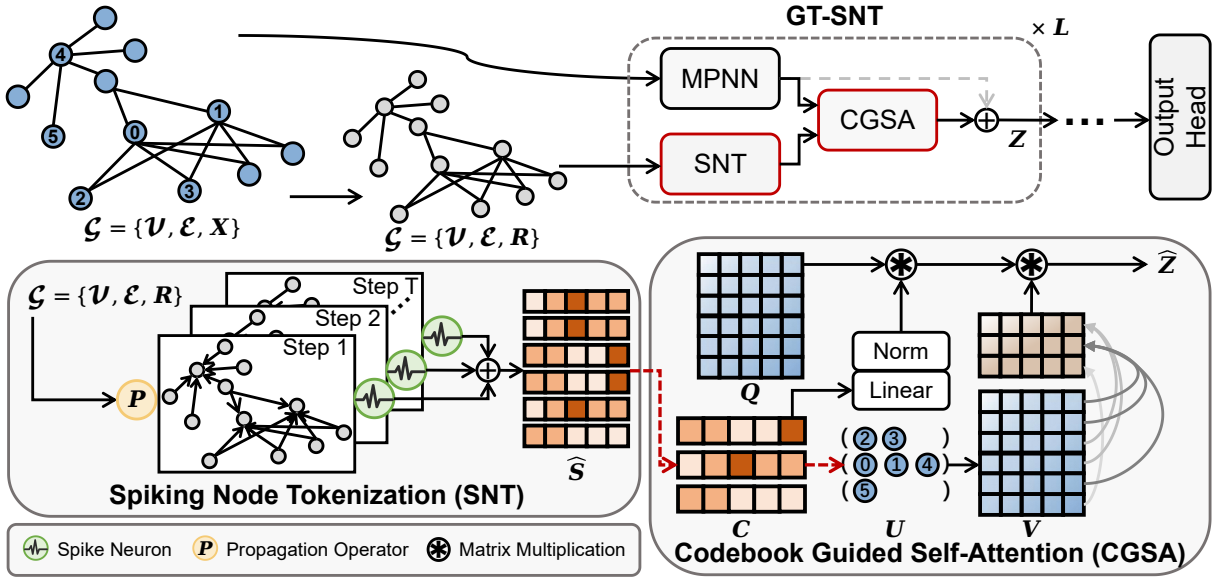 GT-SNT
× L
4
1
0
5
2
3
MPNN
SNT
CGSA
Z
Output
Head
𝓖 = {𝓤, 𝓔, X}
𝓖 = {𝓤, 𝓔, R}
𝓖 = {𝓤, 𝓔, R}
Step T
Step 2
Step 1
P
Ŝ
Spiking Node Tokenization (SNT)
Spike Neuron
P Propagation Operator
Matrix Multiplication
Q
Ẑ
Norm
Linear
( 2 3 )
( 0 1 4 )
( 5 )
C
U
V
Codebook Guided Self-Attention (CGSA)